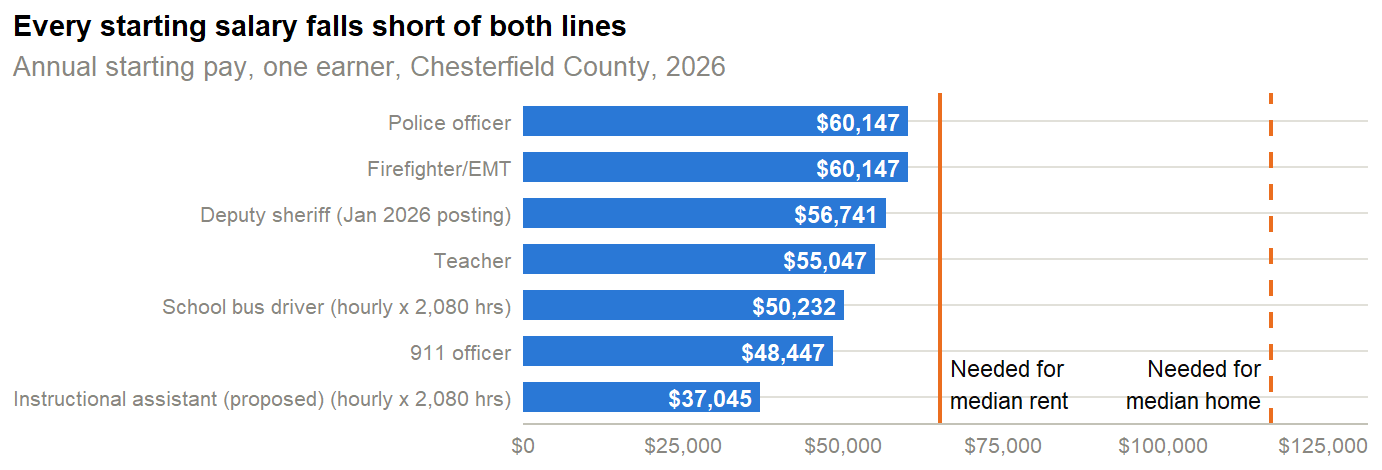 Every starting salary falls short of both lines
Annual starting pay, one earner, Chesterfield County, 2026
Police officer $60,147
Firefighter/EMT $60,147
Deputy sheriff (Jan 2026 posting) $56,741
Teacher $55,047
School bus driver (hourly x 2,080 hrs) $50,232
911 officer $48,447
Instructional assistant (proposed) (hourly x 2,080 hrs) $37,045
Needed for
median rent
Needed for
median home
$0 $25,000 $50,000 $75,000 $100,000 $125,000